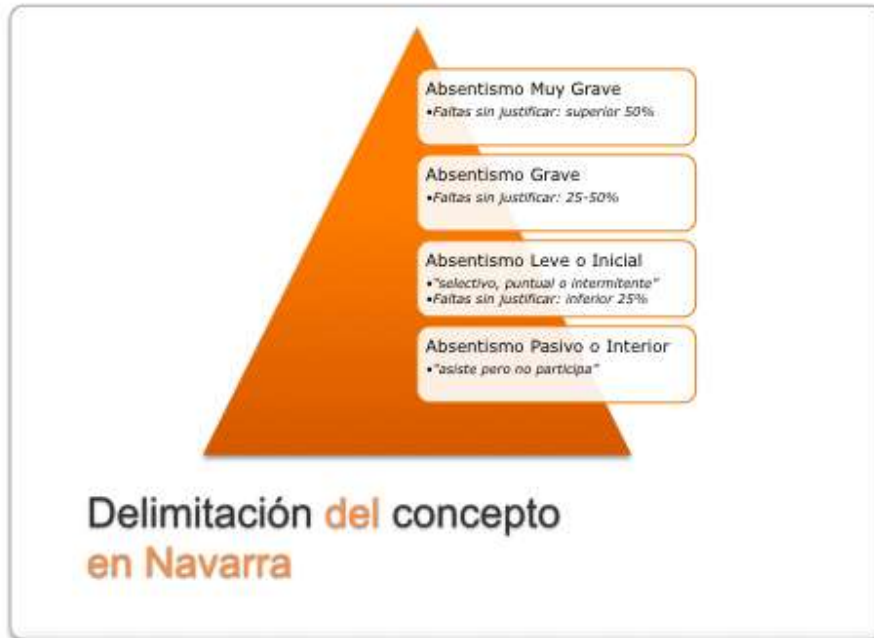 Absentismo Muy Grave
•Faltas sin justificar: superior 50%
Absentismo Grave
•Faltas sin justificar: 25-50%
Absentismo Leve o Inicial
•"selectivo, puntual o intermitente"
•Faltas sin justificar: inferior 25%
Absentismo Pasivo o Interior
•"asiste pero no participa"
Delimitación del concepto
en Navarra